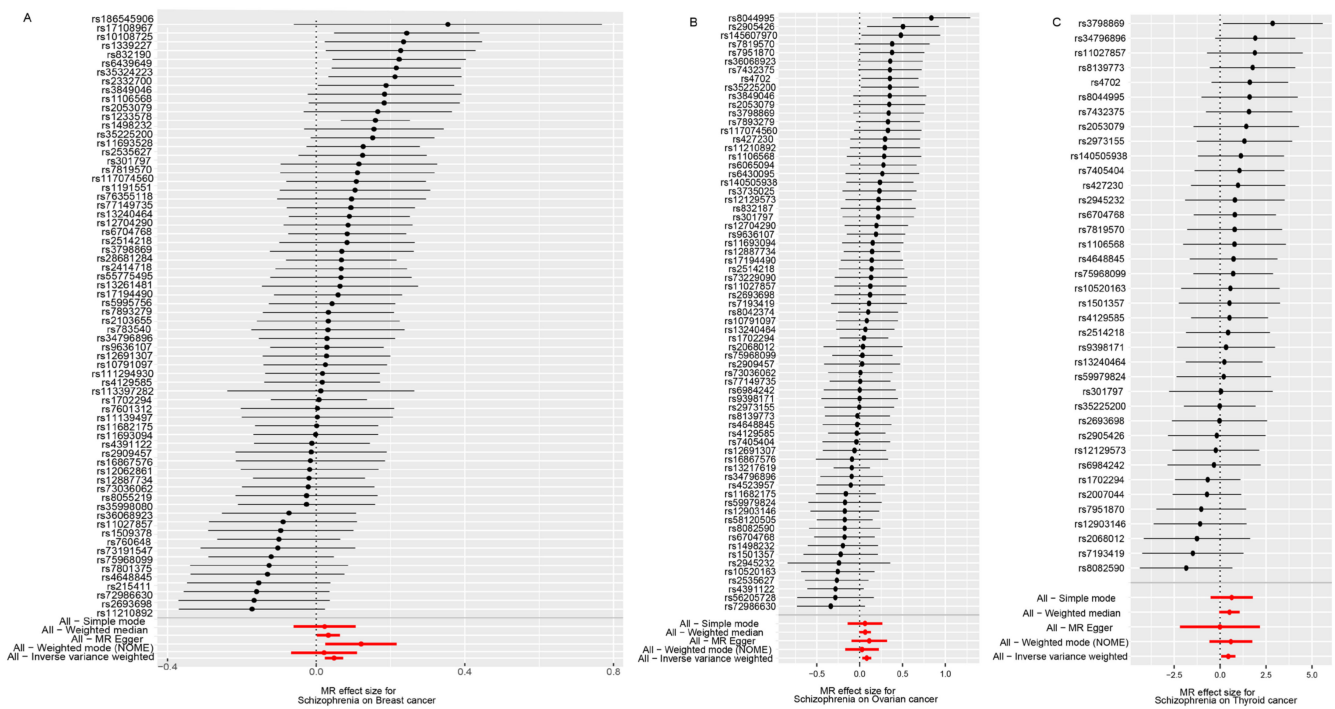 A
rs186545906
rs17108967
rs10108725
rs1339227
rs832190
rs6439649
rs35324223
rs2332700
rs3849046
rs1106568
rs2053079
rs1233578
rs1498232
rs35225200
rs11693528
rs2535627
rs301797
rs7819570
rs117074560
rs1191551
rs76355118
rs77149735
rs13240464
rs12704290
rs6704768
rs2514218
rs3798869
rs28681284
rs2414718
rs55775495
rs13261481
rs17194490
rs5995756
rs7893279
rs2103655
rs783540
rs34796896
rs9636107
rs12691307
rs10791097
rs111294930
rs4129585
rs113397282
rs1702294
rs7601312
rs11139497
rs11682175
rs11693094
rs4391122
rs2909457
rs16867576
rs12062861
rs12887734
rs73036062
rs8055219
rs35998080
rs36068923
rs11027857
rs1509378
rs760648
rs73191547
rs75968099
rs7801375
rs4648845
rs215411
rs72986630
rs2693698
rs11210892
All − Simple mode
All − Weighted median
All − MR Egger
All − Weighted mode (NOME)
All − Inverse variance weighted
−0.4 0.0 0.4 0.8
MR effect size for
Schizophrenia on Breast cancer
B
rs8044995
rs2905426
rs145607970
rs7819570
rs7951870
rs36068923
rs7432375
rs4702
rs35225200
rs3849046
rs2053079
rs3798869
rs7893279
rs117074560
rs427230
rs11210892
rs1106568
rs6065094
rs6430095
rs140505938
rs3735025
rs12129573
rs832187
rs301797
rs12704290
rs9636107
rs11693094
rs12887734
rs17194490
rs2514218
rs73229090
rs11027857
rs2693698
rs7193419
rs8042374
rs10791097
rs13240464
rs1702294
rs2068012
rs75968099
rs2909457
rs73036062
rs77149735
rs6984242
rs9398171
rs2973155
rs8139773
rs4648845
rs4129585
rs7405404
rs12691307
rs16867576
rs13217619
rs34796896
rs4523957
rs11682175
rs59979824
rs12903146
rs58120505
rs8082590
rs6704768
rs1498232
rs1501357
rs2945232
rs10520163
rs2535627
rs4391122
rs56205728
rs72986630
All − Simple mode
All − Weighted median
All − MR Egger
All − Weighted mode (NOME)
All − Inverse variance weighted
−0.5 0.0 0.5 1.0
MR effect size for
Schizophrenia on Ovarian cancer
C
rs3798869
rs34796896
rs11027857
rs8139773
rs4702
rs8044995
rs7432375
rs2053079
rs2973155
rs140505938
rs7405404
rs427230
rs2945232
rs6704768
rs7819570
rs1106568
rs4648845
rs75968099
rs10520163
rs1501357
rs4129585
rs2514218
rs9398171
rs13240464
rs59979824
rs301797
rs35225200
rs2693698
rs2905426
rs12129573
rs6984242
rs1702294
rs2007044
rs7951870
rs12903146
rs2068012
rs7193419
rs8082590
All − Simple mode
All − Weighted median
All − MR Egger
All − Weighted mode (NOME)
All − Inverse variance weighted
−2.5 0.0 2.5 5.0
MR effect size for
Schizophrenia on Thyroid cancer